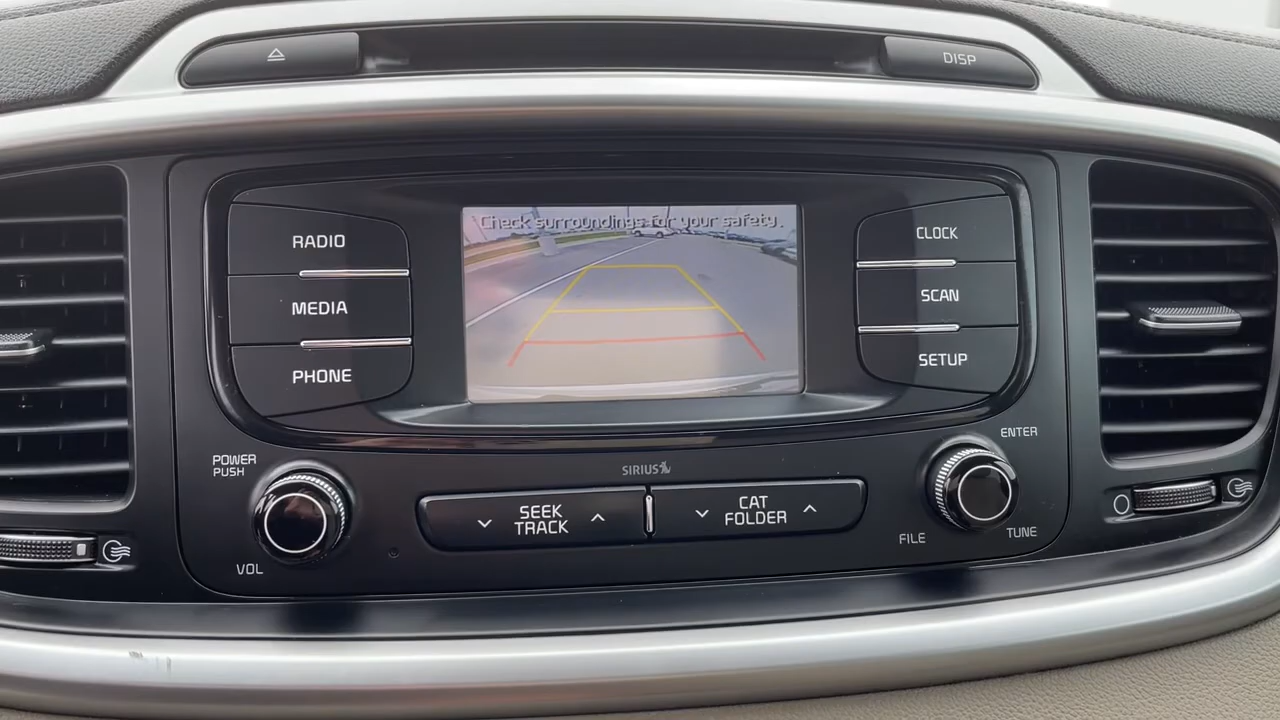 DISP
Check surroundings for your safety.
RADIO
MEDIA
PHONE
CLOCK
SCAN
SETUP
POWER
PUSH
VOL
SIRIUS
SEEK
TRACK
CAT
FOLDER
ENTER
FILE
TUNE